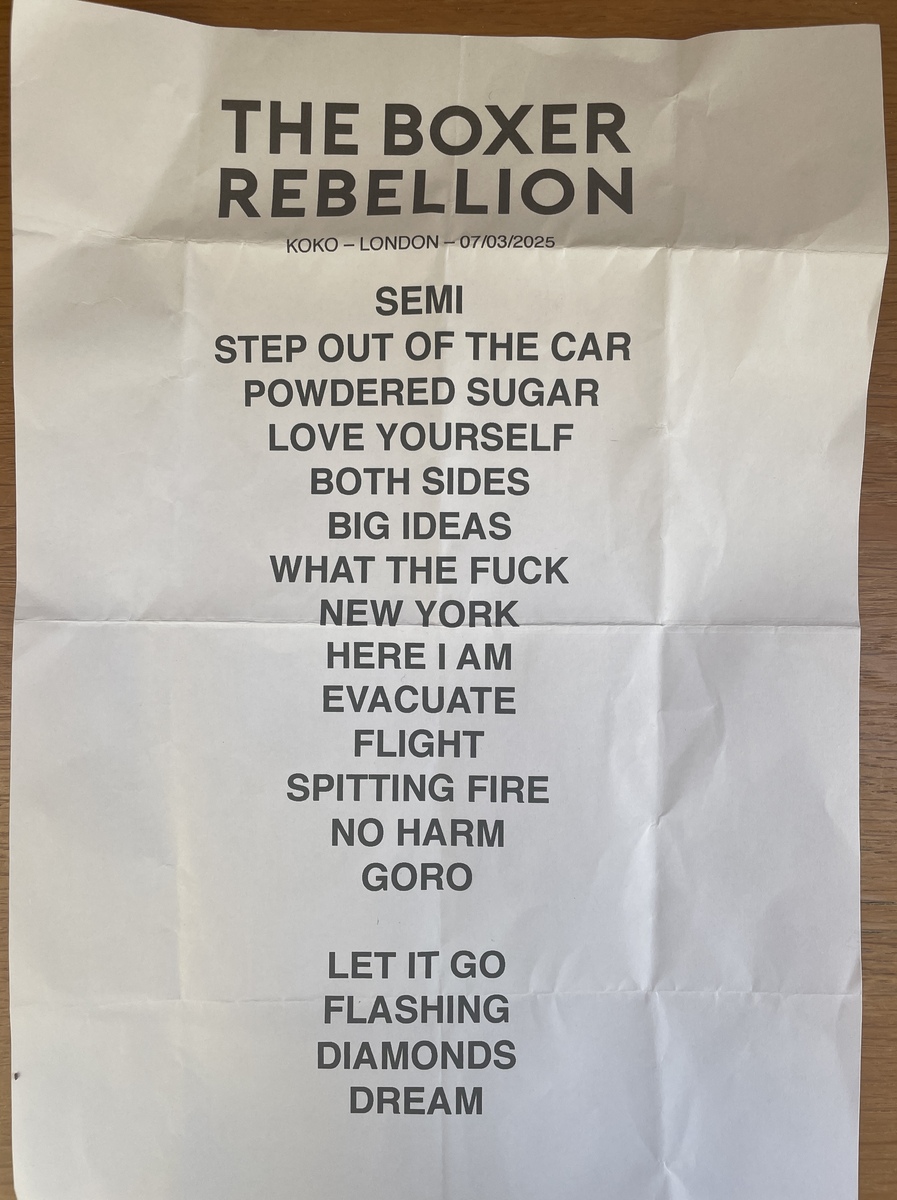 THE BOXER
REBELLION
KOKO – LONDON – 07/03/2025
SEMI
STEP OUT OF THE CAR
POWDERED SUGAR
LOVE YOURSELF
BOTH SIDES
BIG IDEAS
WHAT THE FUCK
NEW YORK
HERE I AM
EVACUATE
FLIGHT
SPITTING FIRE
NO HARM
GORO
LET IT GO
FLASHING
DIAMONDS
DREAM